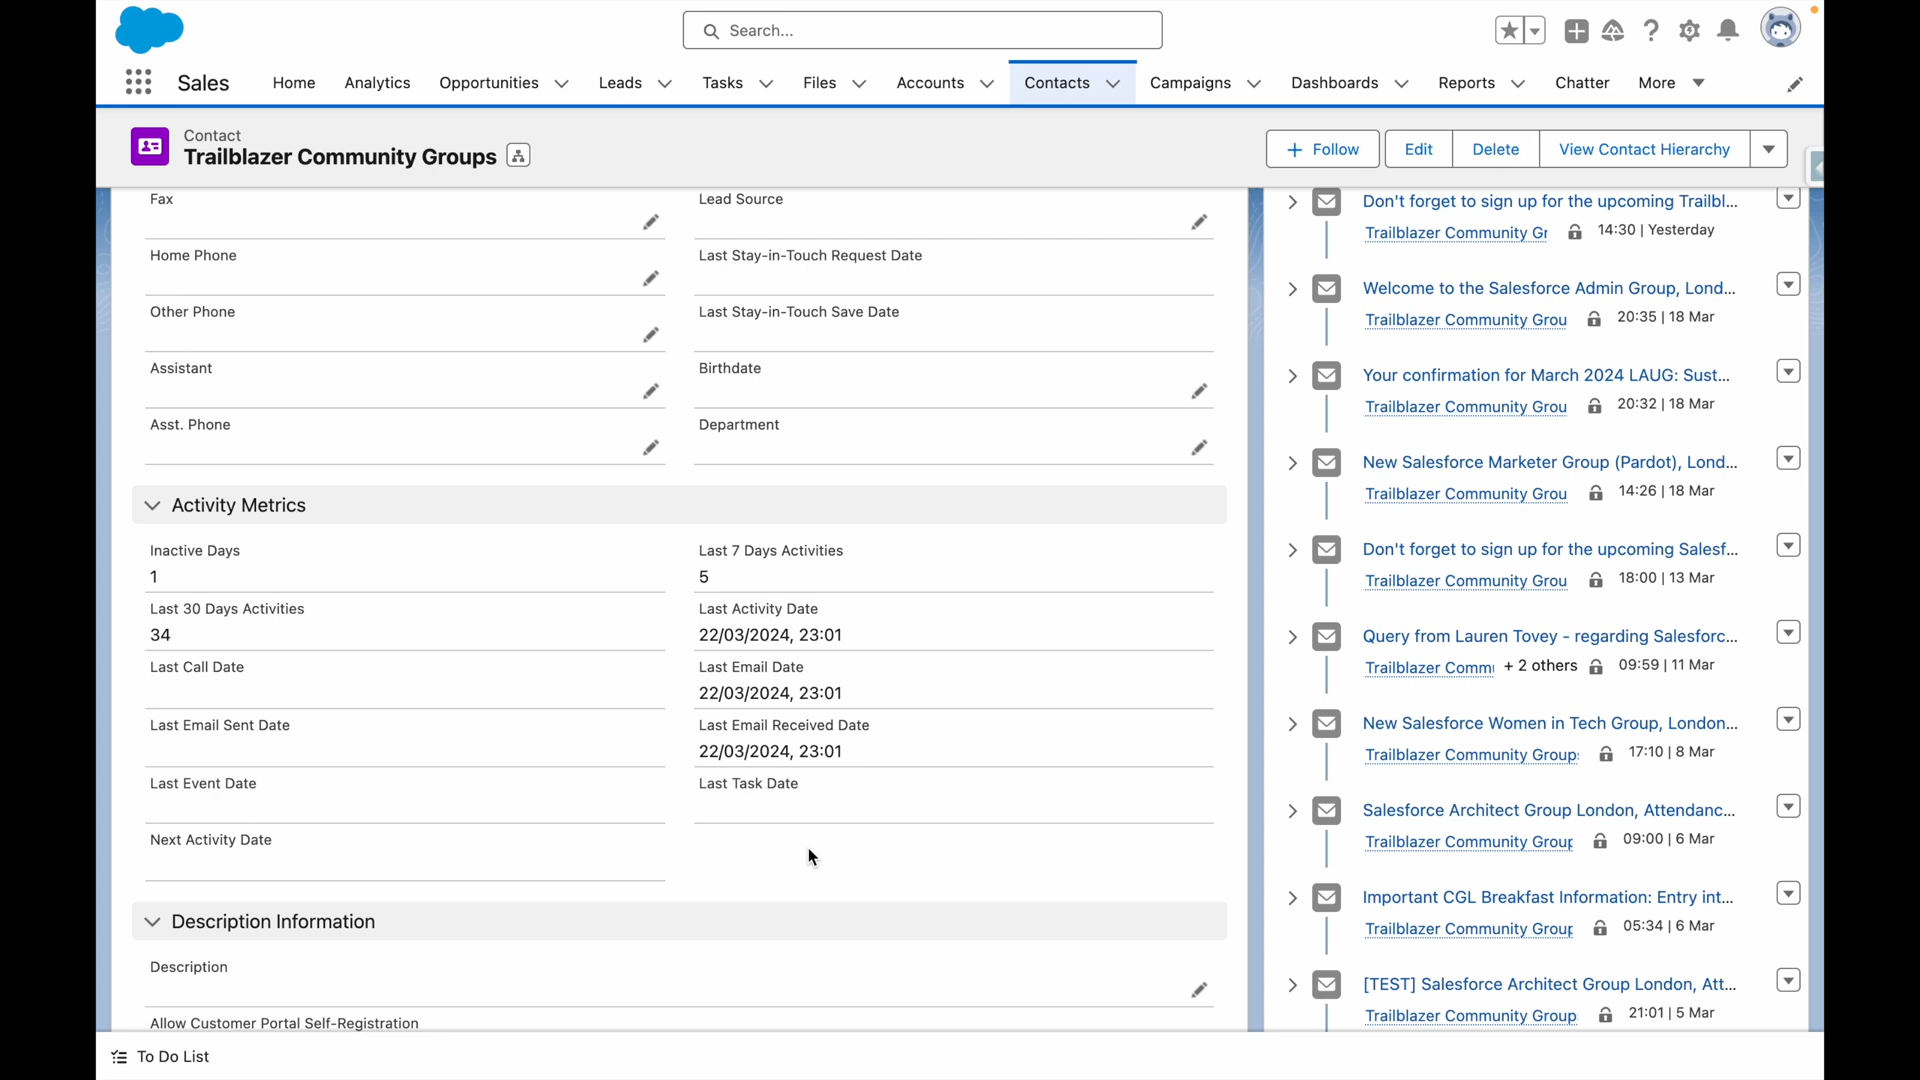 Search...
Sales
Home
Analytics
Opportunities
Leads
Tasks
Files
Accounts
Contacts
Campaigns
Dashboards
Reports
Chatter
More
Contact
Trailblazer Community Groups
Follow
Edit
Delete
View Contact Hierarchy
Fax
Lead Source
Home Phone
Last Stay-in-Touch Request Date
Other Phone
Last Stay-in-Touch Save Date
Assistant
Birthdate
Asst. Phone
Department
Activity Metrics
Inactive Days
1
Last 7 Days Activities
5
Last 30 Days Activities
34
Last Activity Date
22/03/2024, 23:01
Last Call Date
Last Email Date
22/03/2024, 23:01
Last Email Sent Date
Last Email Received Date
22/03/2024, 23:01
Last Event Date
Last Task Date
Next Activity Date
Description Information
Description
Allow Customer Portal Self-Registration
Don't forget to sign up for the upcoming Trailbl...
Trailblazer Community Gr 14:30 | Yesterday
Welcome to the Salesforce Admin Group, Lond...
Trailblazer Community Grou 20:35 | 18 Mar
Your confirmation for March 2024 LAUG: Sust...
Trailblazer Community Grou 20:32 | 18 Mar
New Salesforce Marketer Group (Pardot), Lond...
Trailblazer Community Grou 14:26 | 18 Mar
Don't forget to sign up for the upcoming Salesf...
Trailblazer Community Grou 18:00 | 13 Mar
Query from Lauren Tovey - regarding Salesforc...
Trailblazer Commu + 2 others 09:59 | 11 Mar
New Salesforce Women in Tech Group, London...
Trailblazer Community Groups 17:10 | 8 Mar
Salesforce Architect Group London, Attendanc...
Trailblazer Community Group 09:00 | 6 Mar
Important CGL Breakfast Information: Entry int...
Trailblazer Community Group 05:34 | 6 Mar
[TEST] Salesforce Architect Group London, Att...
Trailblazer Community Groups 21:01 | 5 Mar
To Do List